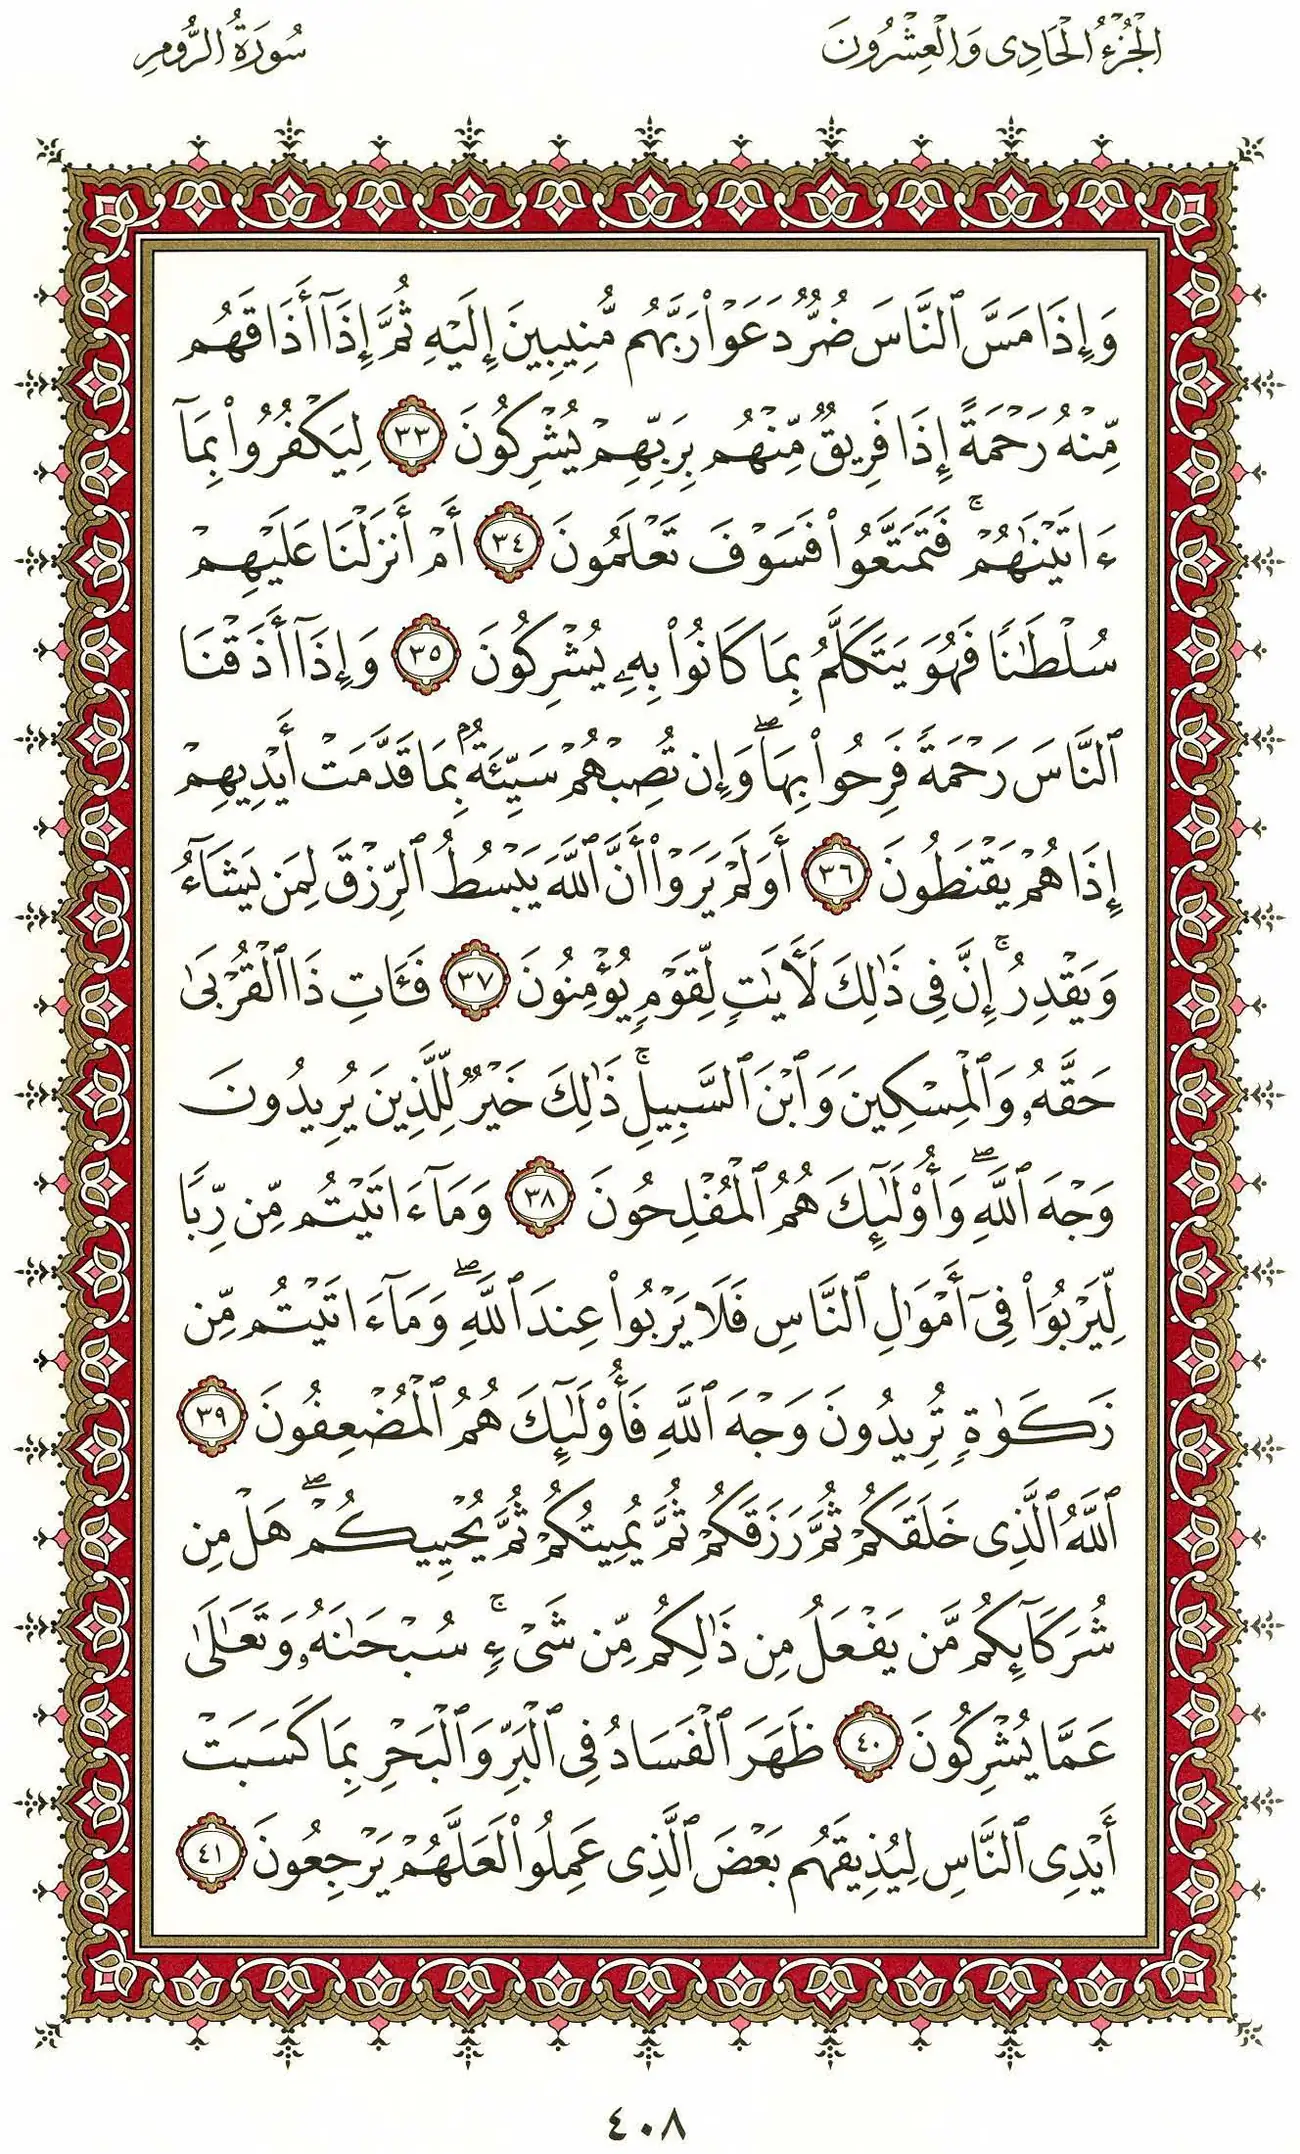 الجزء الحادى والعشرون
سورة الروم
وَإِذَا مَسَّ ٱلنَّاسَ ضُرٌّ دَعَوْا۟ رَبَّهُم مُّنِيبِينَ إِلَيْهِ ثُمَّ إِذَآ أَذَاقَهُم
مِّنْهُ رَحْمَةً إِذَا فَرِيقٌ مِّنْهُم بِرَبِّهِمْ يُشْرِكُونَ ٣٣ لِيَكْفُرُوا۟ بِمَآ
ءَاتَيْنَٰهُمْ ۚ فَتَمَتَّعُوا۟ فَسَوْفَ تَعْلَمُونَ ٣٤ أَمْ أَنزَلْنَا عَلَيْهِمْ
سُلْطَٰنًا فَهُوَ يَتَكَلَّمُ بِمَا كَانُوا۟ بِهِۦ يُشْرِكُونَ ٣٥ وَإِذَآ أَذَقْنَا
ٱلنَّاسَ رَحْمَةً فَرِحُوا۟ بِهَا ۖ وَإِن تُصِبْهُمْ سَيِّئَةٌۢ بِمَا قَدَّمَتْ أَيْدِيهِمْ
إِذَا هُمْ يَقْنَطُونَ ٣٦ أَوَلَمْ يَرَوْا۟ أَنَّ ٱللَّهَ يَبْسُطُ ٱلرِّزْقَ لِمَن يَشَآءُ
وَيَقْدِرُ ۚ إِنَّ فِى ذَٰلِكَ لَـَٔايَٰتٍ لِّقَوْمٍ يُؤْمِنُونَ ٣٧ فَـَٔاتِ ذَا ٱلْقُرْبَىٰ
حَقَّهُۥ وَٱلْمِسْكِينَ وَٱبْنَ ٱلسَّبِيلِ ۚ ذَٰلِكَ خَيْرٌ لِّلَّذِينَ يُرِيدُونَ
وَجْهَ ٱللَّهِ ۖ وَأُو۟لَٰٓئِكَ هُمُ ٱلْمُفْلِحُونَ ٣٨ وَمَآ ءَاتَيْتُم مِّن رِّبًا
لِّيَرْبُوَا۟ فِىٓ أَمْوَٰلِ ٱلنَّاسِ فَلَا يَرْبُوا۟ عِندَ ٱللَّهِ ۖ وَمَآ ءَاتَيْتُم مِّن
زَكَوٰةٍ تُرِيدُونَ وَجْهَ ٱللَّهِ فَأُو۟لَٰٓئِكَ هُمُ ٱلْمُضْعِفُونَ ٣٩
ٱللَّهُ ٱلَّذِى خَلَقَكُمْ ثُمَّ رَزَقَكُمْ ثُمَّ يُمِيتُكُمْ ثُمَّ يُحْيِيكُمْ ۖ هَلْ مِن
شُرَكَآئِكُم مَّن يَفْعَلُ مِن ذَٰلِكُم مِّن شَىْءٍ ۚ سُبْحَٰنَهُۥ وَتَعَٰلَىٰ
عَمَّا يُشْرِكُونَ ٤٠ ظَهَرَ ٱلْفَسَادُ فِى ٱلْبَرِّ وَٱلْبَحْرِ بِمَا كَسَبَتْ
أَيْدِى ٱلنَّاسِ لِيُذِيقَهُم بَعْضَ ٱلَّذِى عَمِلُوا۟ لَعَلَّهُمْ يَرْجِعُونَ ٤١
٤٠٨